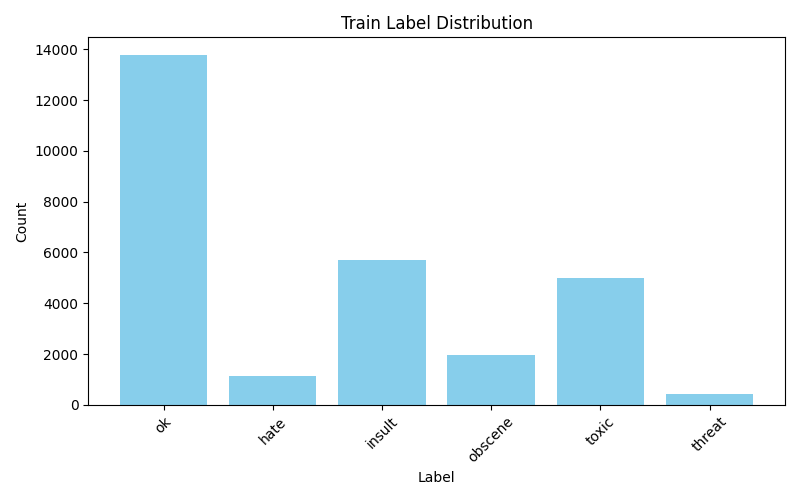 Train Label Distribution
14000
12000
10000
8000
6000
4000
2000
0
Count
ok
hate
insult
obscene
toxic
threat
Label